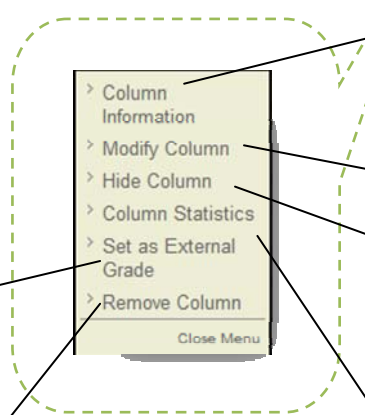 Column
Information
Modify Column
Hide Column
Column Statistics
Set as External
Grade
Remove Column
Close Menu